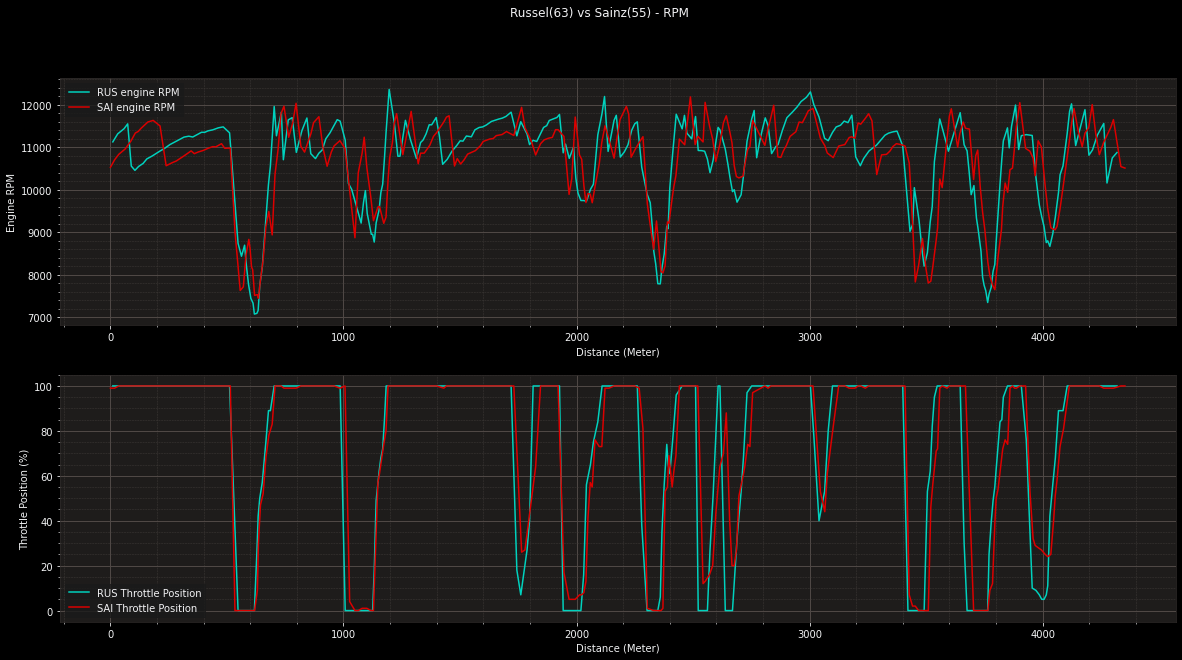 Russel(63) vs Sainz(55) - RPM
RUS engine RPM
SAI engine RPM
12000
11000
10000
9000
8000
7000
Engine RPM
0 1000 2000 3000 4000
Distance (Meter)
100
80
60
40
20
0
Throttle Position (%)
RUS Throttle Position
SAI Throttle Position
0 1000 2000 3000 4000
Distance (Meter)